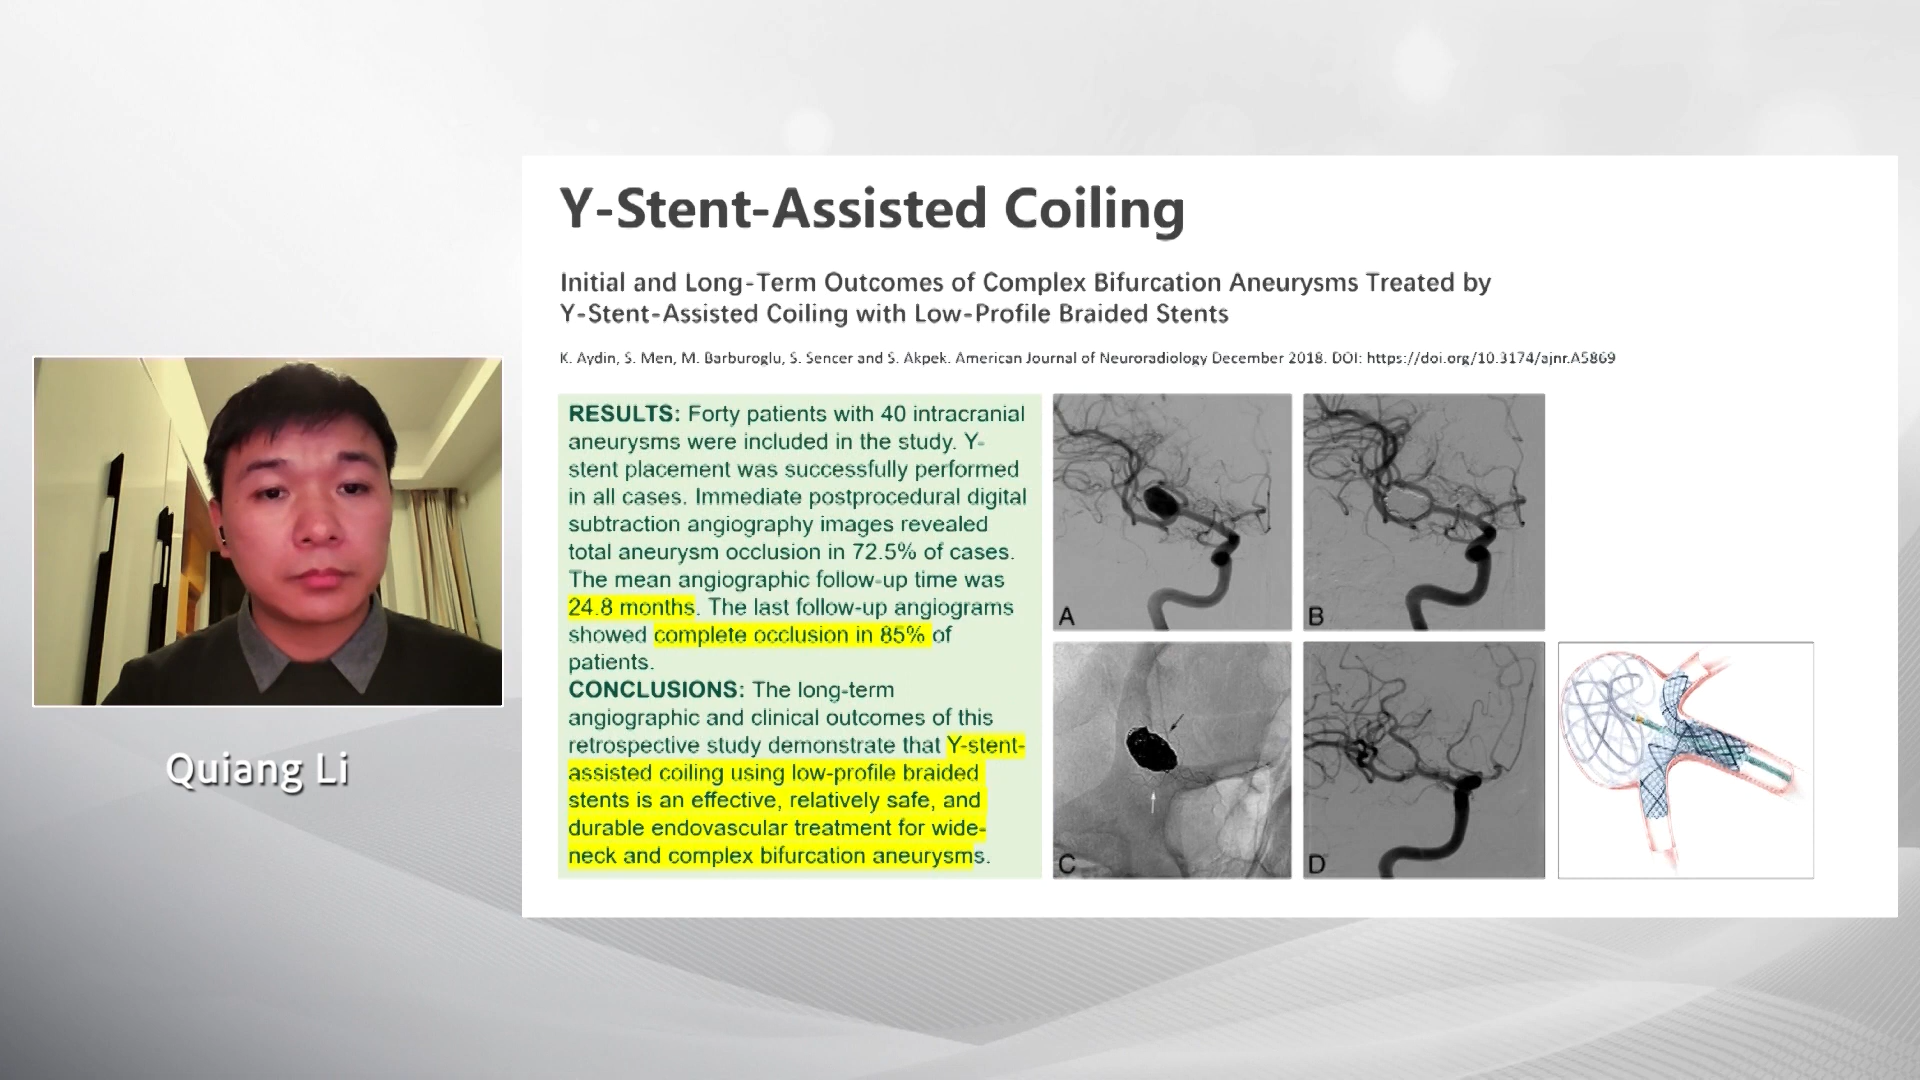 Y-Stent-Assisted Coiling
Initial and Long-Term Outcomes of Complex Bifurcation Aneurysms Treated by
Y-Stent-Assisted Coiling with Low-Profile Braided Stents
K. Aydin, S. Men, M. Barburoglu, S. Sencer and S. Akpek. American Journal of Neuroradiology December 2018. DOI: https://doi.org/10.3174/ajnr.A5869
RESULTS: Forty patients with 40 intracranial
aneurysms were included in the study. Y-
stent placement was successfully performed
in all cases. Immediate postprocedural digital
subtraction angiography images revealed
total aneurysm occlusion in 72.5% of cases.
The mean angiographic follow-up time was
24.8 months. The last follow-up angiograms
showed complete occlusion in 85% of
patients.
CONCLUSIONS: The long-term
angiographic and clinical outcomes of this
retrospective study demonstrate that Y-stent-
assisted coiling using low-profile braided
stents is an effective, relatively safe, and
durable endovascular treatment for wide-
neck and complex bifurcation aneurysms.
A
B
C
D
Quiang Li